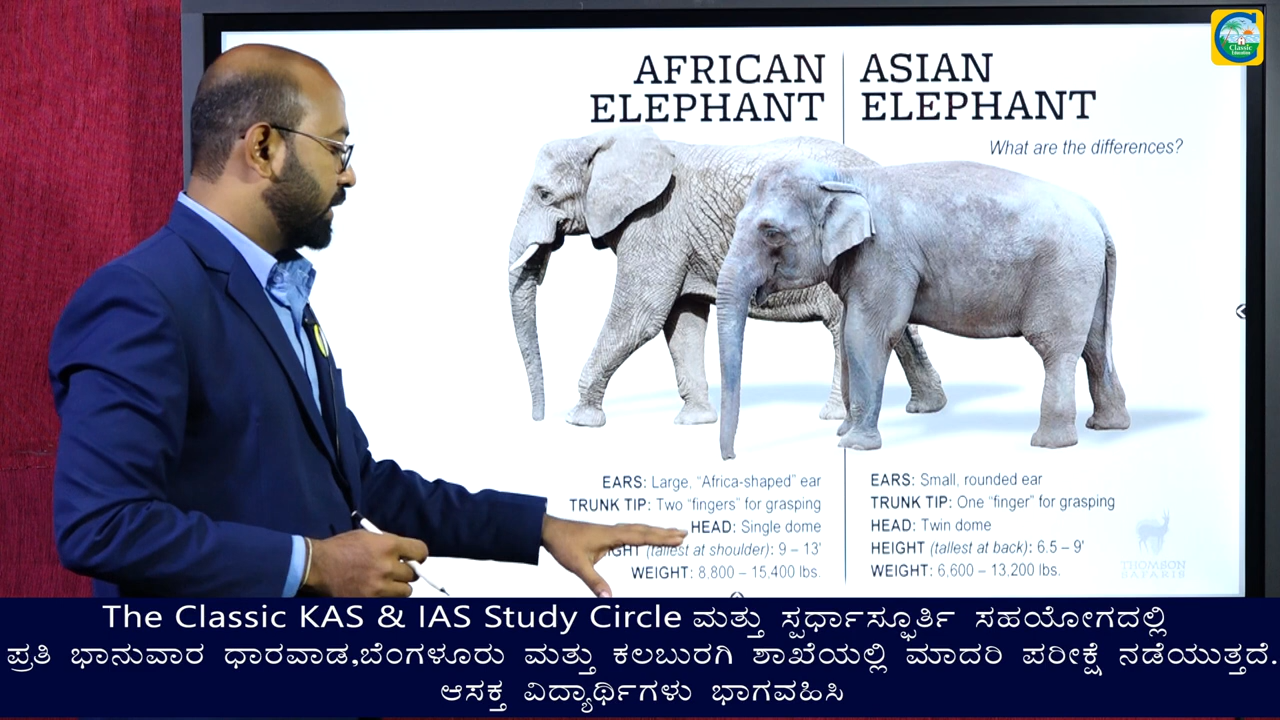 Classic
Education
AFRICAN
ELEPHANT
ASIAN
ELEPHANT
What are the differences?
EARS: Large, “Africa-shaped” ear
TRUNK TIP: Two “fingers” for grasping
HEAD: Single dome
(tallest at shoulder): 9 – 13'
WEIGHT: 8,800 – 15,400 lbs.
EARS: Small, rounded ear
TRUNK TIP: One “finger” for grasping
HEAD: Twin dome
HEIGHT (tallest at back): 6.5 – 9'
WEIGHT: 6,600 – 13,200 lbs.
THOMSON
SAFARIS
The Classic KAS & IAS Study Circle ಮತ್ತು ಸ್ಪರ್ಧಾಸ್ಫೂರ್ತಿ ಸಹಯೋಗದಲ್ಲಿ
ಪ್ರತಿ ಭಾನುವಾರ ಧಾರವಾಡ,ಬೆಂಗಳೂರು ಮತ್ತು ಕಲಬುರಗಿ ಶಾಖೆಯಲ್ಲಿ ಮಾದರಿ ಪರೀಕ್ಷೆ ನಡೆಯುತ್ತದೆ.
ಆಸಕ್ತ ವಿದ್ಯಾರ್ಥಿಗಳು ಭಾಗವಹಿಸಿ